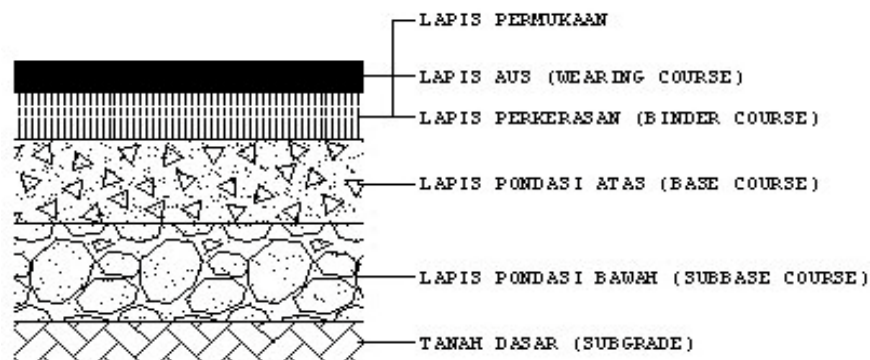 LAPIS PERMUKAAN
LAPIS AUS (WEARING COURSE)
LAPIS PERKERASAN (BINDER COURSE)
LAPIS PONDASI ATAS (BASE COURSE)
LAPIS PONDASI BAWAH (SUBBASE COURSE)
TANAH DASAR (SUBGRADE)